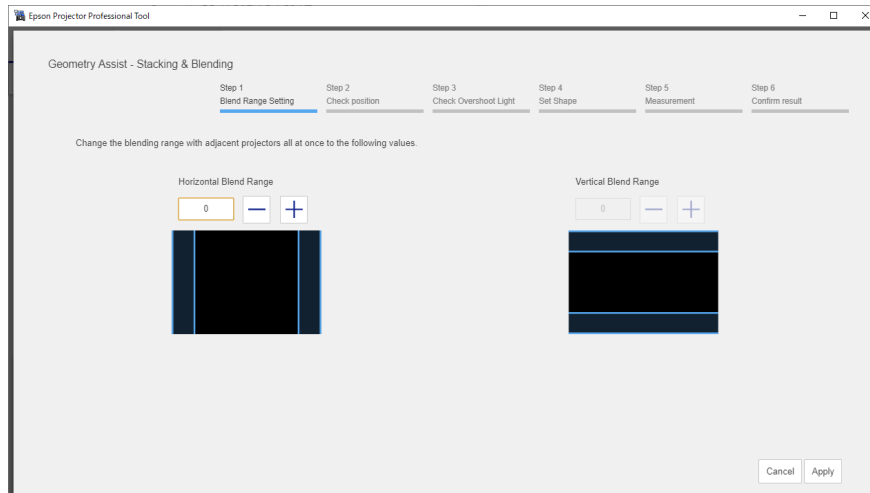 Epson Projector Professional Tool
Geometry Assist - Stacking & Blending
Step 1 Step 2 Step 3 Step 4 Step 5 Step 6
Blend Range Setting Check position Check Overshoot Light Set Shape Measurement Confirm result
Change the blending range with adjacent projectors all at once to the following values.
Horizontal Blend Range Vertical Blend Range
0 0
Cancel Apply